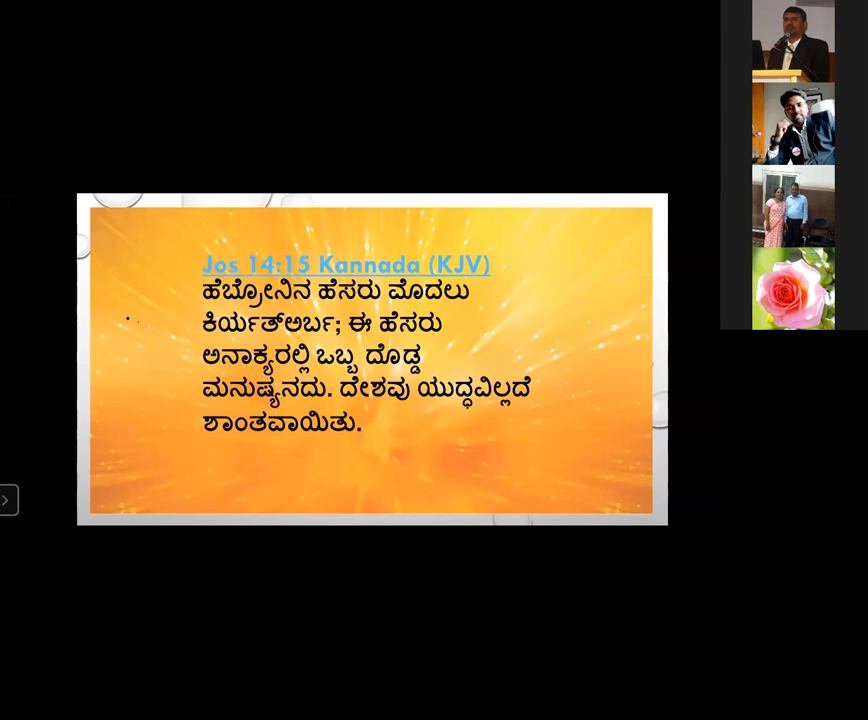 Jos 14:15 Kannada (KJV)
ಹೆಬ್ರೋನಿನ ಹೆಸರು ಮೊದಲು
ಕಿರ್ಯತ್‌ಅರ್ಬ; ಈ ಹೆಸರು
ಅನಾಕ್ಯರಲ್ಲಿ ಒಬ್ಬ ದೊಡ್ಡ
ಮನುಷ್ಯನದು. ದೇಶವು ಯುದ್ಧವಿಲ್ಲದೆ
ಶಾಂತವಾಯಿತು.